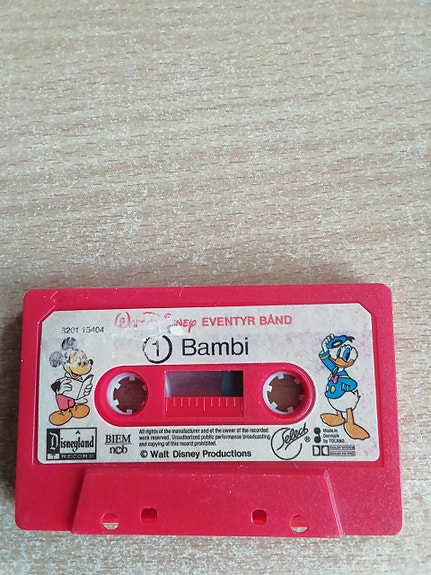 Walt Disney EVENTYR BÅND
8201 15404
1 Bambi
Disneyland
RECORD
BIEM
ncb
All rights of the manufacturer and of the owner of the recorded
work reserved. Unauthorized public performance broadcasting
and copying of this record prohibited.
© Walt Disney Productions
Select
Made in
Denmark
DOLBY SYSTEM